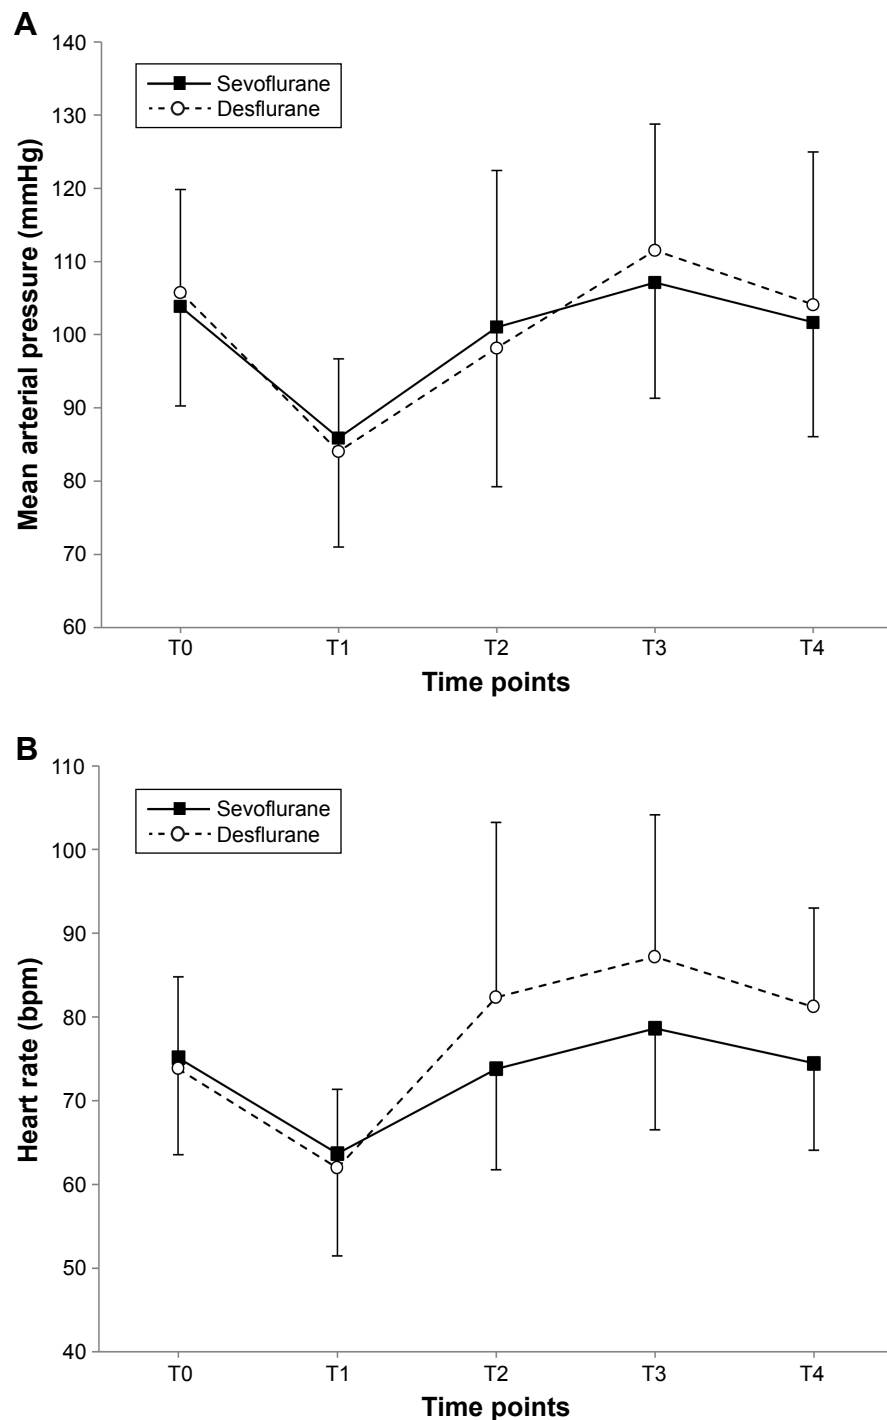 A
140
130
120
110
100
90
80
70
60
Mean arterial pressure (mmHg)
Sevoflurane
Desflurane
T0 T1 T2 T3 T4
Time points
B
110
100
90
80
70
60
50
40
Heart rate (bpm)
Sevoflurane
Desflurane
T0 T1 T2 T3 T4
Time points